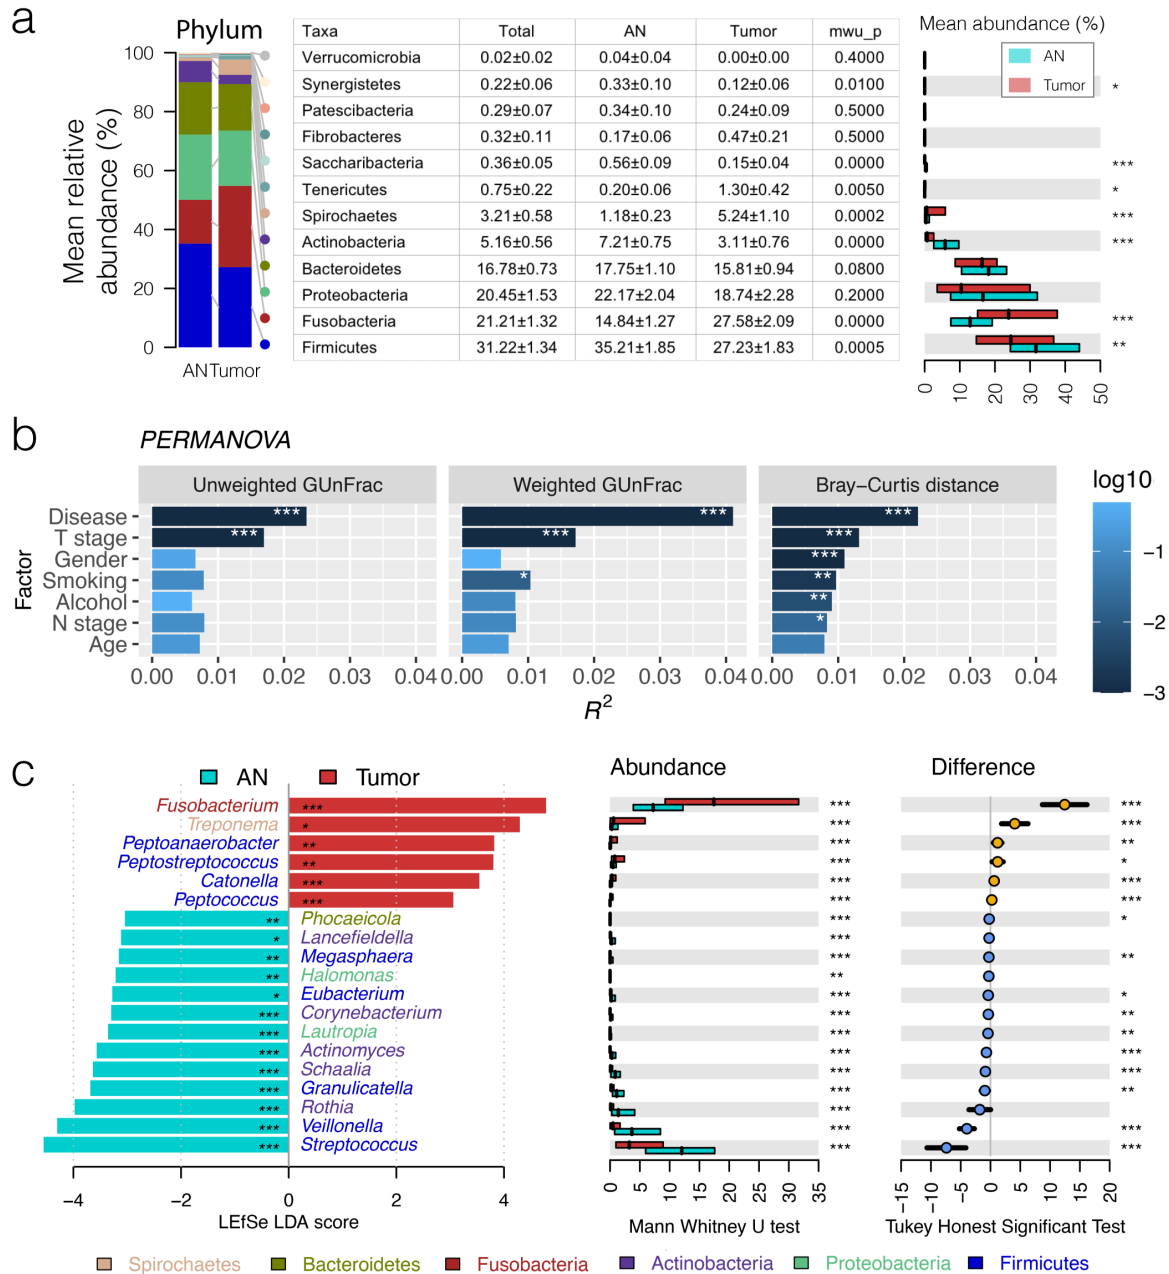 a
Phylum
Mean relative
abundance (%)
100
80
60
40
20
0
AN Tumor
Taxa Total AN Tumor mwu_p
Verrucomicrobia 0.02±0.02 0.04±0.04 0.00±0.00 0.4000
Synergistetes 0.22±0.06 0.33±0.10 0.12±0.06 0.0100
Patescibacteria 0.29±0.07 0.34±0.10 0.24±0.09 0.5000
Fibrobacteres 0.32±0.11 0.17±0.06 0.47±0.21 0.5000
Saccharibacteria 0.36±0.05 0.56±0.09 0.15±0.04 0.0000
Tenericutes 0.75±0.22 0.20±0.06 1.30±0.42 0.0050
Spirochaetes 3.21±0.58 1.18±0.23 5.24±1.10 0.0002
Actinobacteria 5.16±0.56 7.21±0.75 3.11±0.76 0.0000
Bacteroidetes 16.78±0.73 17.75±1.10 15.81±0.94 0.0800
Proteobacteria 20.45±1.53 22.17±2.04 18.74±2.28 0.2000
Fusobacteria 21.21±1.32 14.84±1.27 27.58±2.09 0.0000
Firmicutes 31.22±1.34 35.21±1.85 27.23±1.83 0.0005
Mean abundance (%)
AN
Tumor
*
***
*
***
***
***
**
0 10 20 30 40 50
b
PERMANOVA
Unweighted GUnFrac Weighted GUnFrac Bray−Curtis distance
Factor
Disease *** *** ***
T stage *** *** ***
Gender ***
Smoking * **
Alcohol **
N stage *
Age
0.00 0.01 0.02 0.03 0.04 0.00 0.01 0.02 0.03 0.04 0.00 0.01 0.02 0.03 0.04
R²
log10
−1
−2
−3
c
AN Tumor
Fusobacterium ***
Treponema *
Peptoanaerobacter **
Peptostreptococcus **
Catonella ***
Peptococcus ***
** Phocaeicola
* Lancefieldella
** Megasphaera
** Halomonas
* Eubacterium
*** Corynebacterium
*** Lautropia
*** Actinomyces
*** Schaalia
*** Granulicatella
*** Rothia
*** Veillonella
*** Streptococcus
−4 −2 0 2 4
LEfSe LDA score
Abundance
***
***
***
***
***
***
***
***
***
**
***
***
***
***
***
***
***
***
***
0 5 10 15 20 25 30 35
Mann Whitney U test
Difference
***
***
**
*
***
***
*
**
*
**
**
***
***
**
***
***
−15 −10 −5 0 5 10 15 20
Tukey Honest Significant Test
Spirochaetes Bacteroidetes Fusobacteria Actinobacteria Proteobacteria Firmicutes